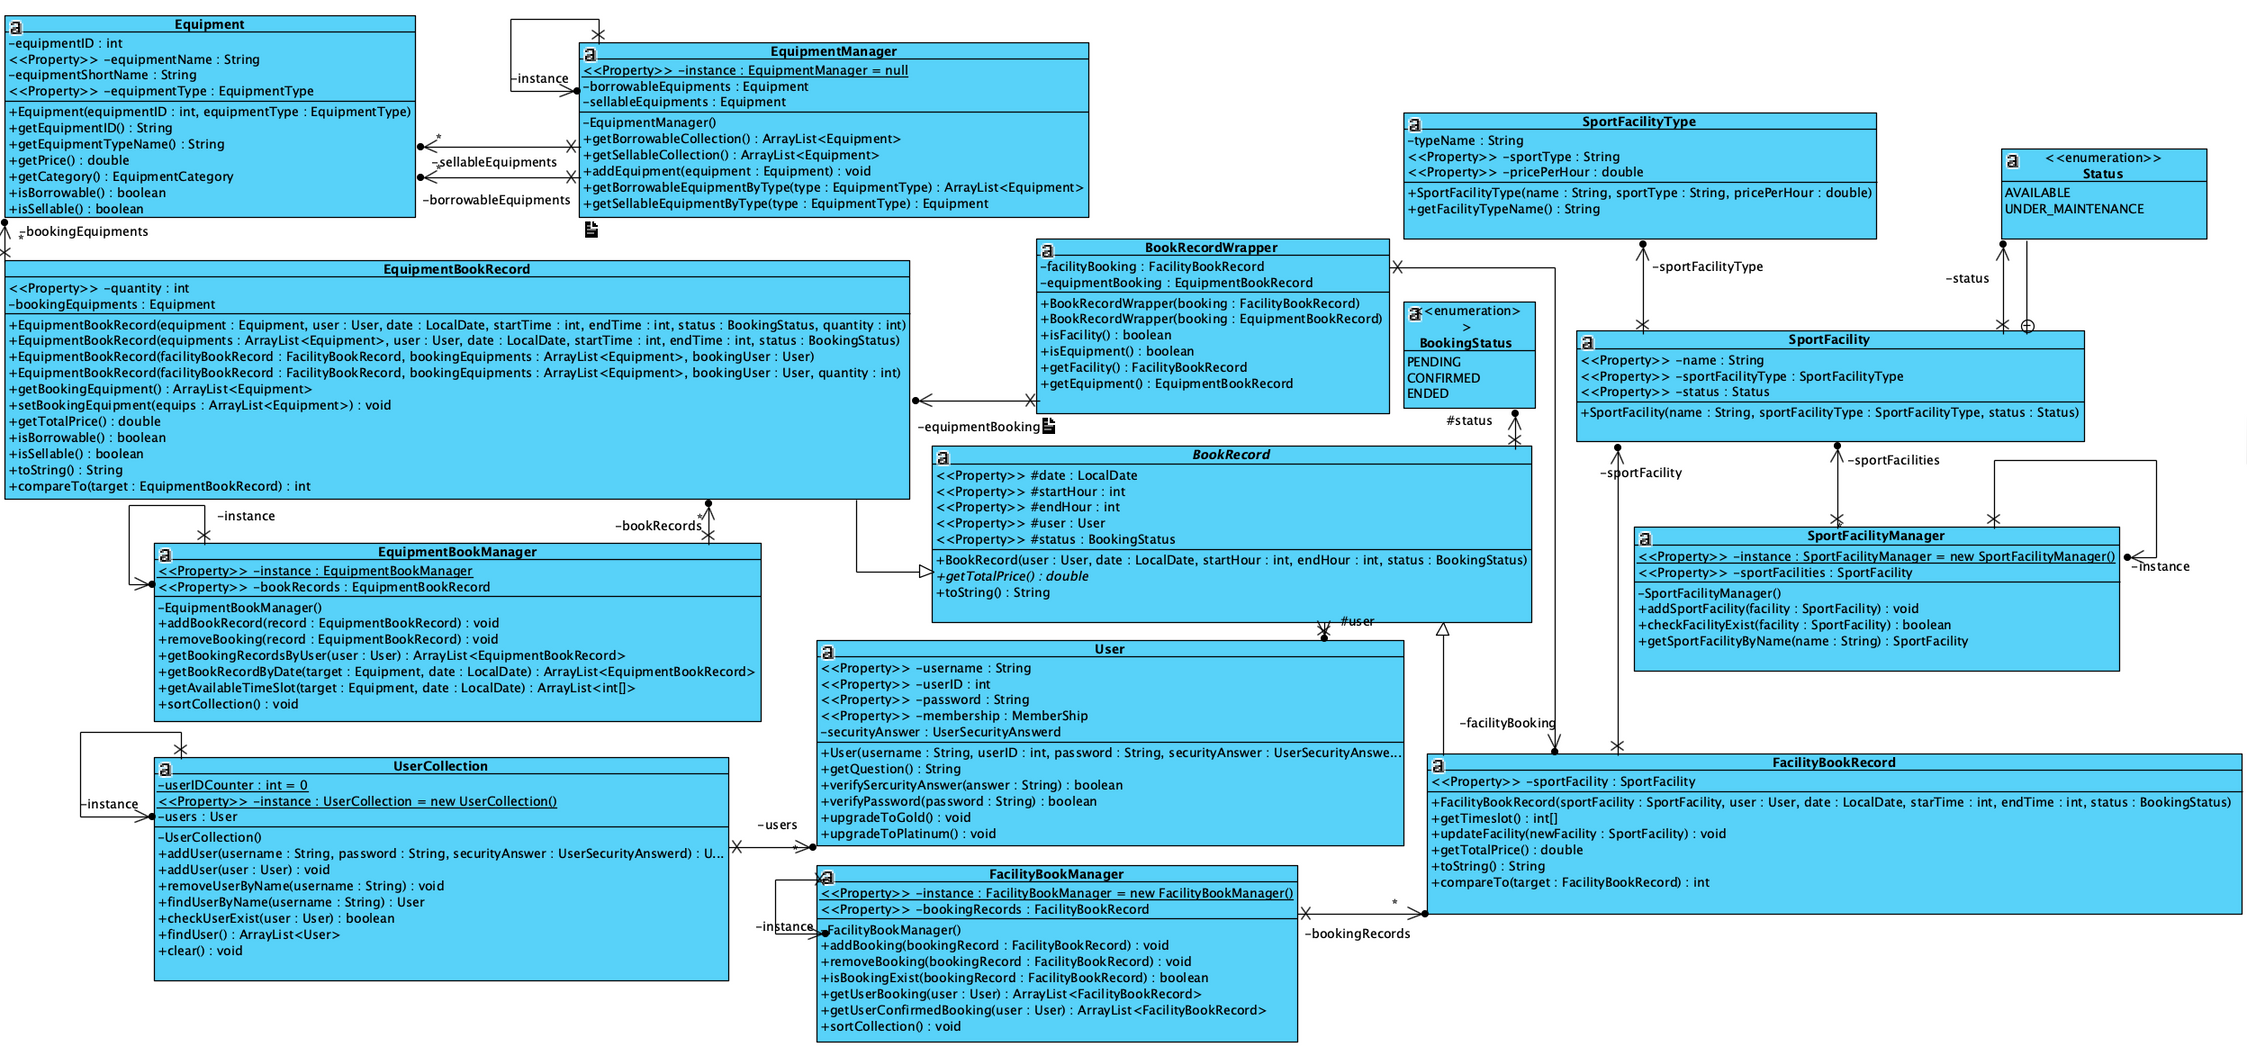 Equipment
-equipmentID : int
<<Property>> -equipmentName : String
-equipmentShortName : String
<<Property>> -equipmentType : EquipmentType
+Equipment(equipmentID : int, equipmentType : EquipmentType)
+getEquipmentID() : String
+getEquipmentTypeName() : String
+getPrice() : double
+getCategory() : EquipmentCategory
+isBorrowable() : boolean
+isSellable() : boolean
-instance
EquipmentManager
<<Property>> -instance : EquipmentManager = null
-borrowableEquipments : Equipment
-sellableEquipments : Equipment
-EquipmentManager()
+getBorrowableCollection() : ArrayList<Equipment>
+getSellableCollection() : ArrayList<Equipment>
+addEquipment(equipment : Equipment) : void
+getBorrowableEquipmentByType(type : EquipmentType) : ArrayList<Equipment>
+getSellableEquipmentByType(type : EquipmentType) : Equipment
*
-sellableEquipments
*
-borrowableEquipments
-bookingEquipments
*
SportFacilityType
-typeName : String
<<Property>> -sportType : String
<<Property>> -pricePerHour : double
+SportFacilityType(name : String, sportType : String, pricePerHour : double)
+getFacilityTypeName() : String
<<enumeration>>
Status
AVAILABLE
UNDER_MAINTENANCE
-sportFacilityType
-status
EquipmentBookRecord
<<Property>> -quantity : int
-bookingEquipments : Equipment
+EquipmentBookRecord(equipment : Equipment, user : User, date : LocalDate, startTime : int, endTime : int, status : BookingStatus, quantity : int)
+EquipmentBookRecord(equipments : ArrayList<Equipment>, user : User, date : LocalDate, startTime : int, endTime : int, status : BookingStatus)
+EquipmentBookRecord(facilityBookRecord : FacilityBookRecord, bookingEquipments : ArrayList<Equipment>, bookingUser : User)
+EquipmentBookRecord(facilityBookRecord : FacilityBookRecord, bookingEquipments : ArrayList<Equipment>, bookingUser : User, quantity : int)
+getBookingEquipment() : ArrayList<Equipment>
+setBookingEquipment(equips : ArrayList<Equipment>) : void
+getTotalPrice() : double
+isBorrowable() : boolean
+isSellable() : boolean
+toString() : String
+compareTo(target : EquipmentBookRecord) : int
BookRecordWrapper
-facilityBooking : FacilityBookRecord
-equipmentBooking : EquipmentBookRecord
+BookRecordWrapper(booking : FacilityBookRecord)
+BookRecordWrapper(booking : EquipmentBookRecord)
+isFacility() : boolean
+isEquipment() : boolean
+getFacility() : FacilityBookRecord
+getEquipment() : EquipmentBookRecord
-equipmentBooking
<<enumeration>
>
BookingStatus
PENDING
CONFIRMED
ENDED
#status
SportFacility
<<Property>> -name : String
<<Property>> -sportFacilityType : SportFacilityType
<<Property>> -status : Status
+SportFacility(name : String, sportFacilityType : SportFacilityType, status : Status)
-sportFacility
-sportFacilities
BookRecord
<<Property>> #date : LocalDate
<<Property>> #startHour : int
<<Property>> #endHour : int
<<Property>> #user : User
<<Property>> #status : BookingStatus
+BookRecord(user : User, date : LocalDate, startHour : int, endHour : int, status : BookingStatus)
+getTotalPrice() : double
+toString() : String
#user
SportFacilityManager
<<Property>> -instance : SportFacilityManager = new SportFacilityManager()
<<Property>> -sportFacilities : SportFacility
-SportFacilityManager()
+addSportFacility(facility : SportFacility) : void
+checkFacilityExist(facility : SportFacility) : boolean
+getSportFacilityByName(name : String) : SportFacility
-instance
-instance
-bookRecords
*
EquipmentBookManager
<<Property>> -instance : EquipmentBookManager
<<Property>> -bookRecords : EquipmentBookRecord
-EquipmentBookManager()
+addBookRecord(record : EquipmentBookRecord) : void
+removeBooking(record : EquipmentBookRecord) : void
+getBookingRecordsByUser(user : User) : ArrayList<EquipmentBookRecord>
+getBookRecordByDate(target : Equipment, date : LocalDate) : ArrayList<EquipmentBookRecord>
+getAvailableTimeSlot(target : Equipment, date : LocalDate) : ArrayList<int[]>
+sortCollection() : void
User
<<Property>> -username : String
<<Property>> -userID : int
<<Property>> -password : String
<<Property>> -membership : MemberShip
-securityAnswer : UserSecurityAnswerd
+User(username : String, userID : int, password : String, securityAnswer : UserSecurityAnswe...
+getQuestion() : String
+verifySercurityAnswer(answer : String) : boolean
+verifyPassword(password : String) : boolean
+upgradeToGold() : void
+upgradeToPlatinum() : void
-facilityBooking
UserCollection
-userIDCounter : int = 0
<<Property>> -instance : UserCollection = new UserCollection()
-users : User
-UserCollection()
+addUser(username : String, password : String, securityAnswer : UserSecurityAnswerd) : U...
+addUser(user : User) : void
+removeUserByName(username : String) : void
+findUserByName(username : String) : User
+checkUserExist(user : User) : boolean
+findUser() : ArrayList<User>
+clear() : void
-instance
-users
*
FacilityBookRecord
<<Property>> -sportFacility : SportFacility
+FacilityBookRecord(sportFacility : SportFacility, user : User, date : LocalDate, starTime : int, endTime : int, status : BookingStatus)
+getTimeslot() : int[]
+updateFacility(newFacility : SportFacility) : void
+getTotalPrice() : double
+toString() : String
+compareTo(target : FacilityBookRecord) : int
FacilityBookManager
<<Property>> -instance : FacilityBookManager = new FacilityBookManager()
<<Property>> -bookingRecords : FacilityBookRecord
-FacilityBookManager()
+addBooking(bookingRecord : FacilityBookRecord) : void
+removeBooking(bookingRecord : FacilityBookRecord) : void
+isBookingExist(bookingRecord : FacilityBookRecord) : boolean
+getUserBooking(user : User) : ArrayList<FacilityBookRecord>
+getUserConfirmedBooking(user : User) : ArrayList<FacilityBookRecord>
+sortCollection() : void
-instance
*
-bookingRecords